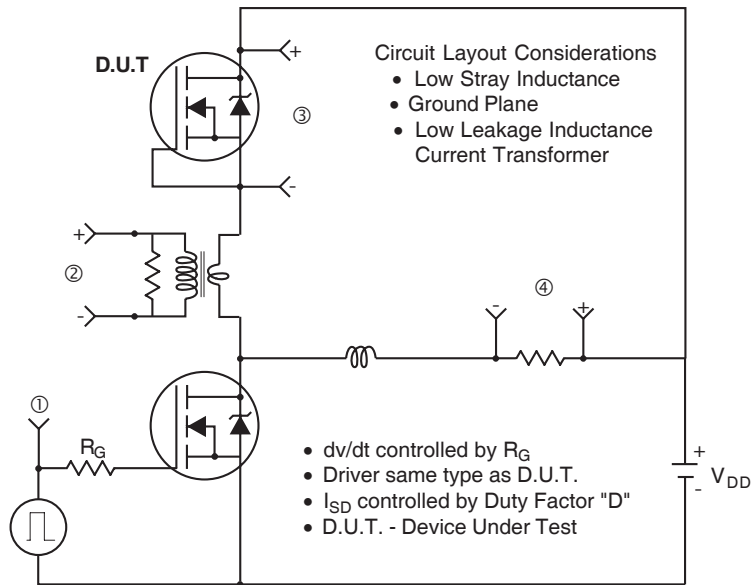 D.U.T
+
③
-
Circuit Layout Considerations
• Low Stray Inductance
• Ground Plane
• Low Leakage Inductance
Current Transformer
+
②
-
④
- +
①
R_G
• dv/dt controlled by R_G
• Driver same type as D.U.T.
• I_SD controlled by Duty Factor "D"
• D.U.T. - Device Under Test
+
V_DD
-